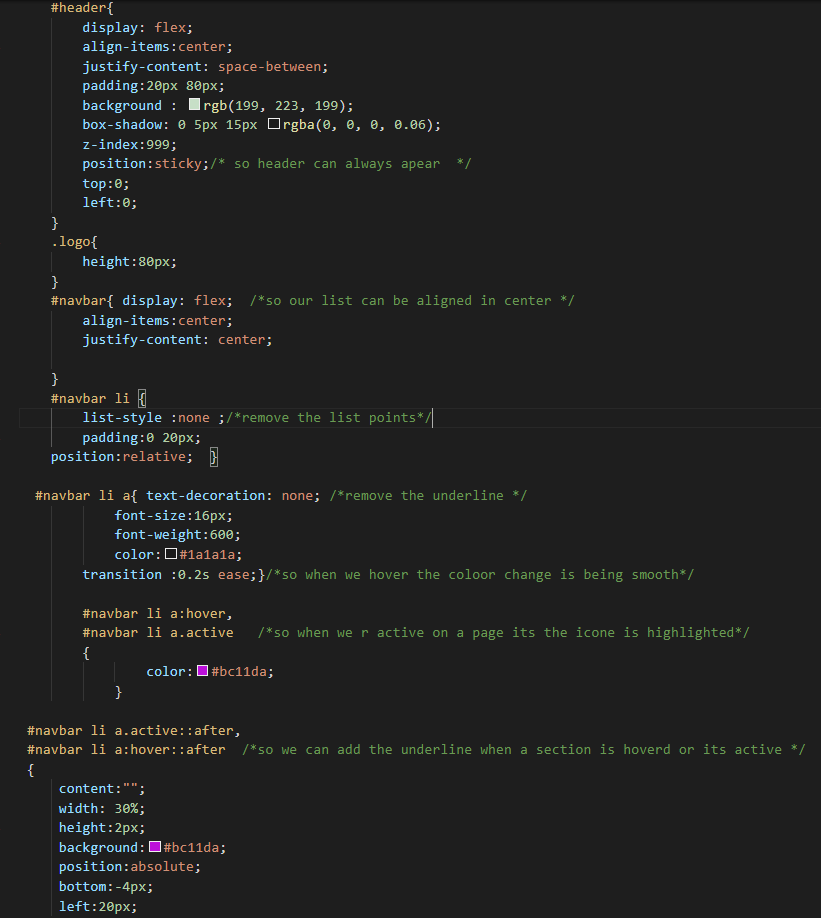 #header{
display: flex;
align-items:center;
justify-content: space-between;
padding:20px 80px;
background : rgb(199, 223, 199);
box-shadow: 0 5px 15px rgba(0, 0, 0, 0.06);
z-index:999;
position:sticky;/* so header can always apear  */
top:0;
left:0;
}
.logo{
height:80px;
}
#navbar{ display: flex;  /*so our list can be aligned in center */
align-items:center;
justify-content: center;
}
#navbar li {
list-style :none ;/*remove the list points*/
padding:0 20px;
position:relative;  }
#navbar li a{ text-decoration: none; /*remove the underline */
font-size:16px;
font-weight:600;
color:#1a1a1a;
transition :0.2s ease;}/*so when we hover the coloor change is being smooth*/
#navbar li a:hover,
#navbar li a.active   /*so when we r active on a page its the icone is highlighted*/
{
color:#bc11da;
}
#navbar li a.active::after,
#navbar li a:hover::after  /*so we can add the underline when a section is hoverd or its active */
{
content:"";
width: 30%;
height:2px;
background:#bc11da;
position:absolute;
bottom:-4px;
left:20px;